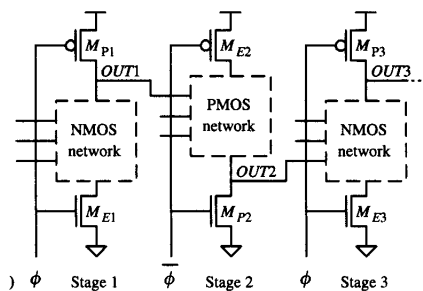 M_P1 M_E2 M_P3
OUT1 OUT3
NMOS network PMOS network NMOS network
OUT2
M_E1 M_P2 M_E3
) ϕ Stage 1 ϕ̅ Stage 2 ϕ Stage 3